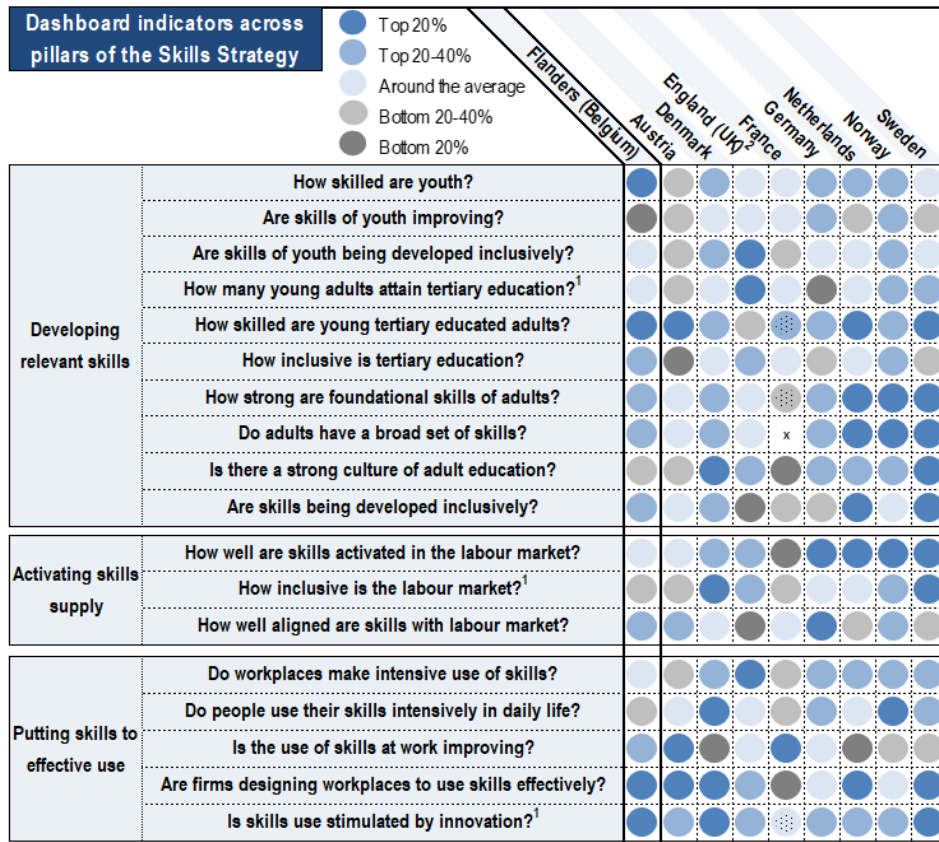 Dashboard indicators across
pillars of the Skills Strategy
Top 20%
Top 20-40%
Around the average
Bottom 20-40%
Bottom 20%
Flanders (Belgium)
Austria
Denmark
England (UK)²
France
Germany
Netherlands
Norway
Sweden
Developing
relevant skills
How skilled are youth?
Are skills of youth improving?
Are skills of youth being developed inclusively?
How many young adults attain tertiary education?¹
How skilled are young tertiary educated adults?
How inclusive is tertiary education?
How strong are foundational skills of adults?
Do adults have a broad set of skills?
x
Is there a strong culture of adult education?
Are skills being developed inclusively?
Activating skills
supply
How well are skills activated in the labour market?
How inclusive is the labour market?¹
How well aligned are skills with labour market?
Putting skills to
effective use
Do workplaces make intensive use of skills?
Do people use their skills intensively in daily life?
Is the use of skills at work improving?
Are firms designing workplaces to use skills effectively?
Is skills use stimulated by innovation?¹